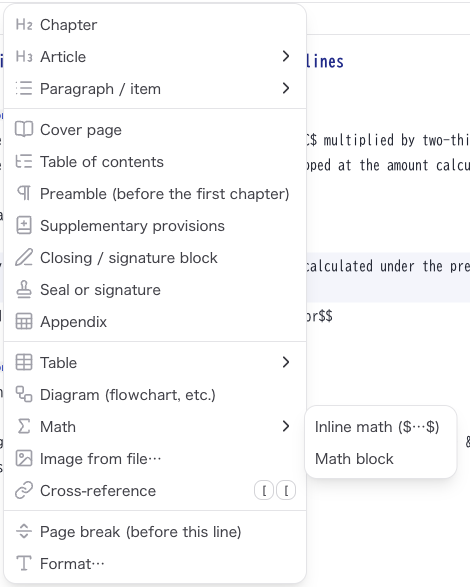 H2 Chapter
H3 Article
lines
Paragraph / item
Cover page
C$ multiplied by two-thi
Table of contents
pped at the amount calcu
Preamble (before the first chapter)
Supplementary provisions
Closing / signature block
calculated under the pre
Seal or signature
Appendix
or$$
Table
Diagram (flowchart, etc.)
Math
Inline math ($…$)
&
Image from file…
Math block
Cross-reference [ [
Page break (before this line)
Format…